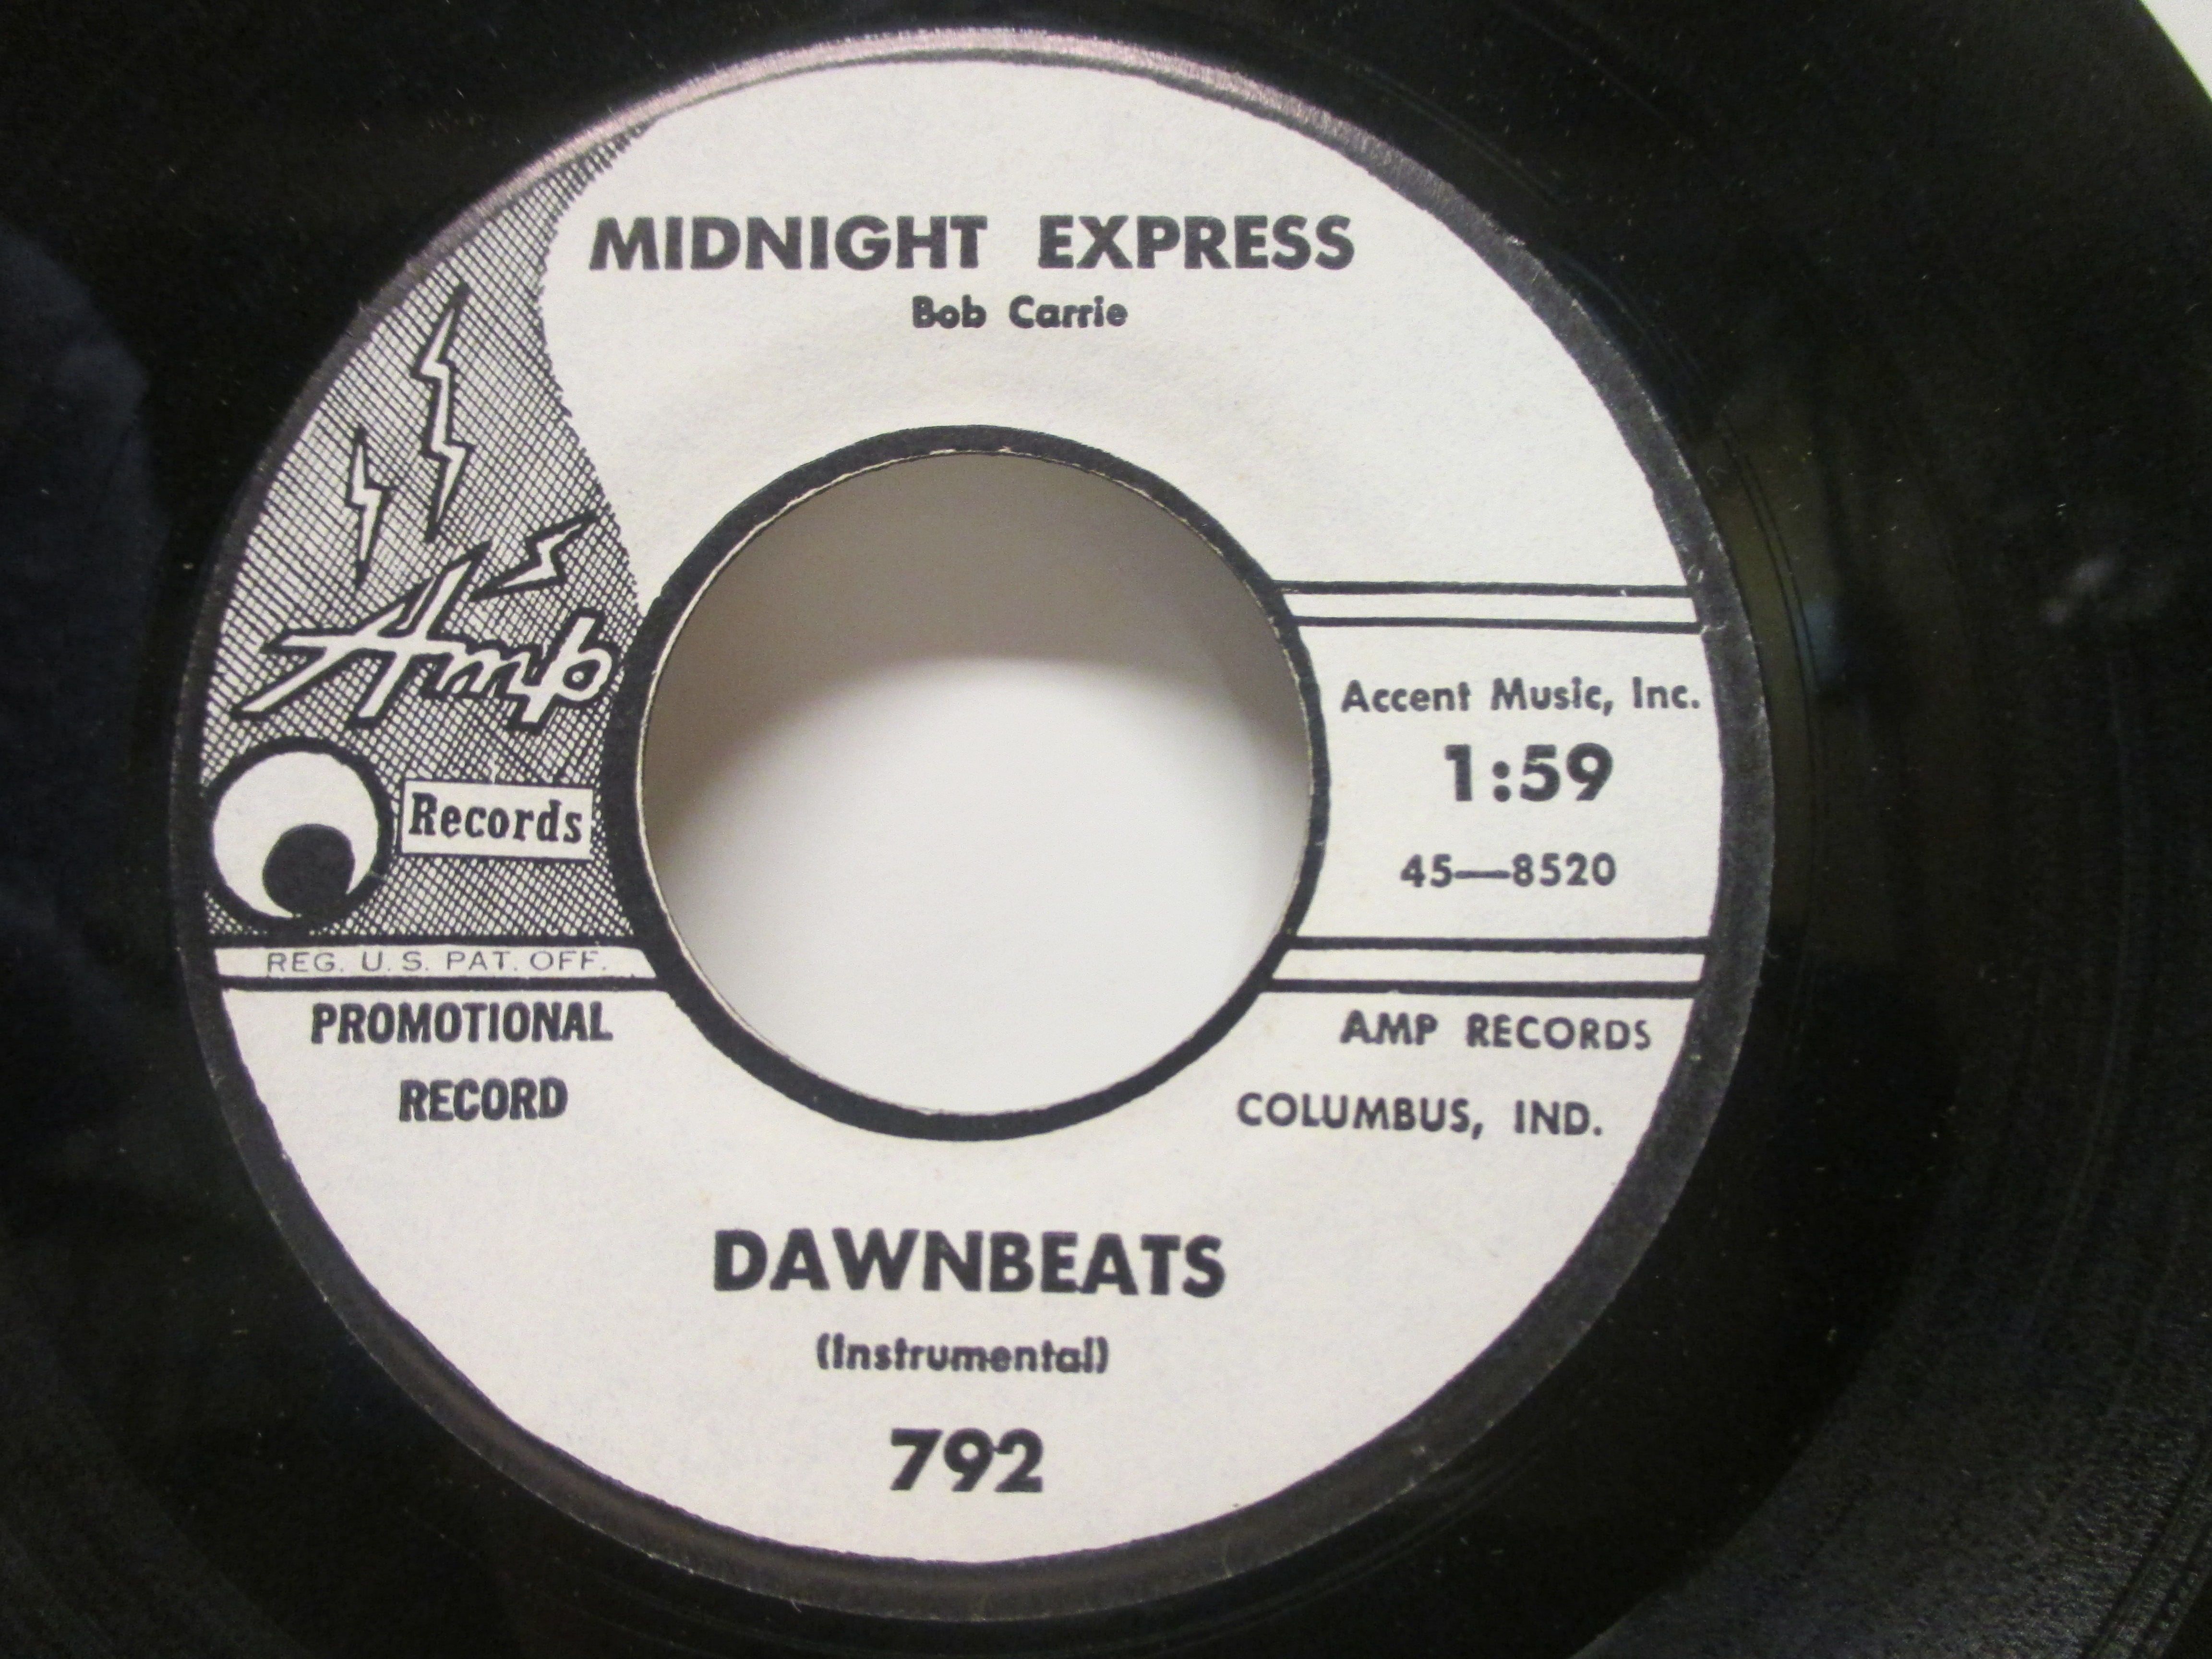 MIDNIGHT EXPRESS
Bob Carrie
Amp
Records
REG. U. S. PAT. OFF.
Accent Music, Inc.
1:59
45—8520
PROMOTIONAL
RECORD
AMP RECORDS
COLUMBUS, IND.
DAWNBEATS
(Instrumental)
792